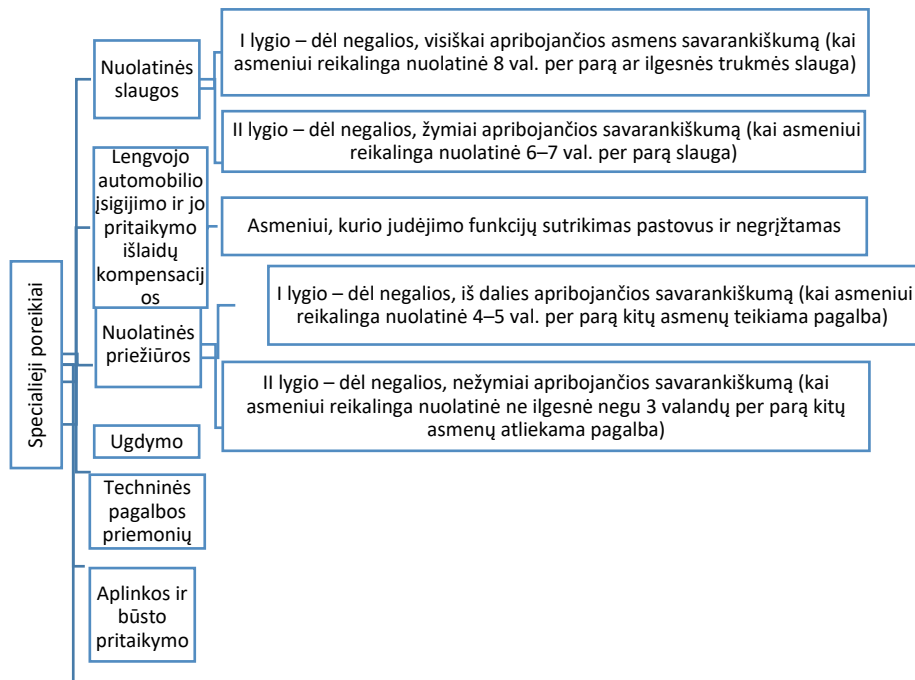 Specialieji poreikiai
Nuolatinės
slaugos
I lygio – dėl negalios, visiškai apribojančios asmens savarankiškumą (kai
asmeniui reikalinga nuolatinė 8 val. per parą ar ilgesnės trukmės slauga)
II lygio – dėl negalios, žymiai apribojančios savarankiškumą (kai asmeniui
reikalinga nuolatinė 6–7 val. per parą slauga)
Lengvojo
automobilio
įsigijimo ir jo
pritaikymo
išlaidų
kompensacij
os
Asmeniui, kurio judėjimo funkcijų sutrikimas pastovus ir negrįžtamas
Nuolatinės
priežiūros
I lygio – dėl negalios, iš dalies apribojančios savarankiškumą (kai asmeniui
reikalinga nuolatinė 4–5 val. per parą kitų asmenų teikiama pagalba)
II lygio – dėl negalios, nežymiai apribojančios savarankiškumą (kai
asmeniui reikalinga nuolatinė ne ilgesnė negu 3 valandų per parą kitų
asmenų atliekama pagalba)
Ugdymo
Techninės
pagalbos
priemonių
Aplinkos ir
būsto
pritaikymo